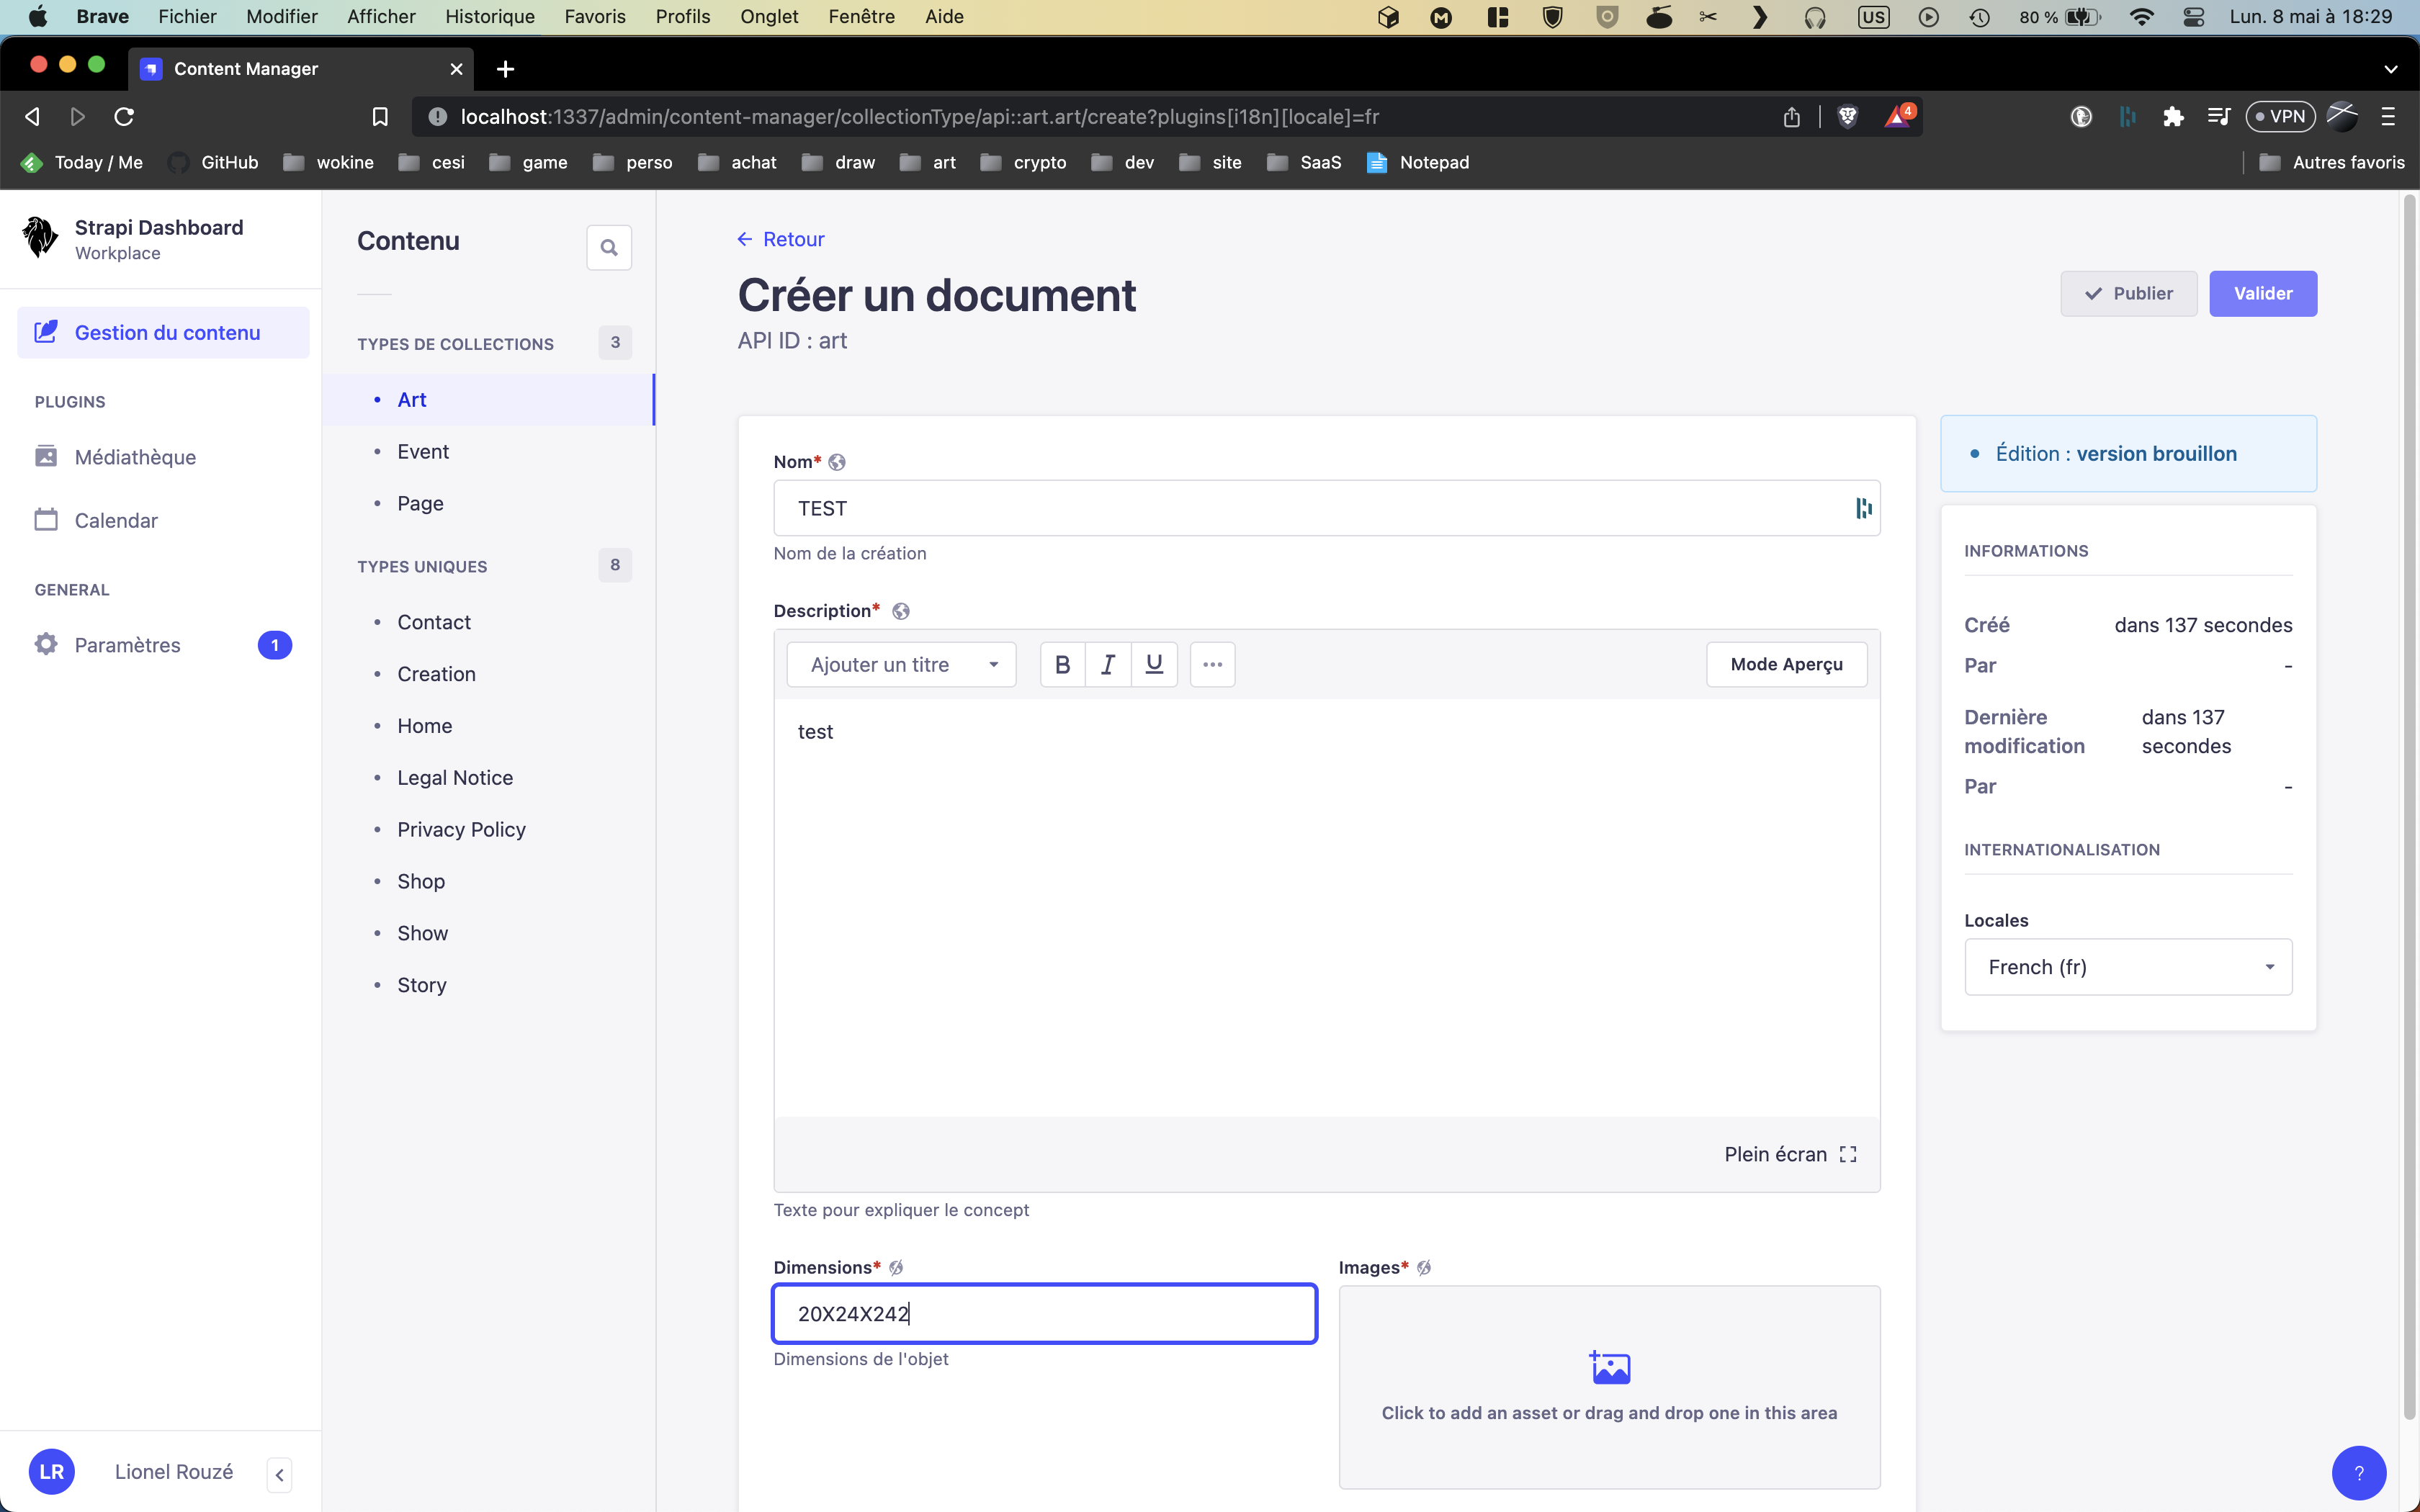 Brave Fichier Modifier Afficher Historique Favoris Profils Onglet Fenêtre Aide US 80 % Lun. 8 mai à 18:29
Content Manager
localhost:1337/admin/content-manager/collectionType/api::art.art/create?plugins[i18n][locale]=fr 4 VPN
Today / Me GitHub wokine cesi game perso achat draw art crypto dev site SaaS Notepad Autres favoris
Strapi Dashboard
Workplace
Gestion du contenu
PLUGINS
Médiathèque
Calendar
GENERAL
Paramètres 1
LR Lionel Rouzé
Contenu
TYPES DE COLLECTIONS 3
Art
Event
Page
TYPES UNIQUES 8
Contact
Creation
Home
Legal Notice
Privacy Policy
Shop
Show
Story
Retour
Créer un document
API ID : art
Publier Valider
Nom*
TEST
Nom de la création
Description*
Ajouter un titre B I U Mode Aperçu
test
Plein écran
Texte pour expliquer le concept
Dimensions*
20X24X242
Dimensions de l'objet
Images*
Click to add an asset or drag and drop one in this area
Édition : version brouillon
INFORMATIONS
Créé dans 137 secondes
Par -
Dernière modification dans 137 secondes
Par -
INTERNATIONALISATION
Locales
French (fr)
?